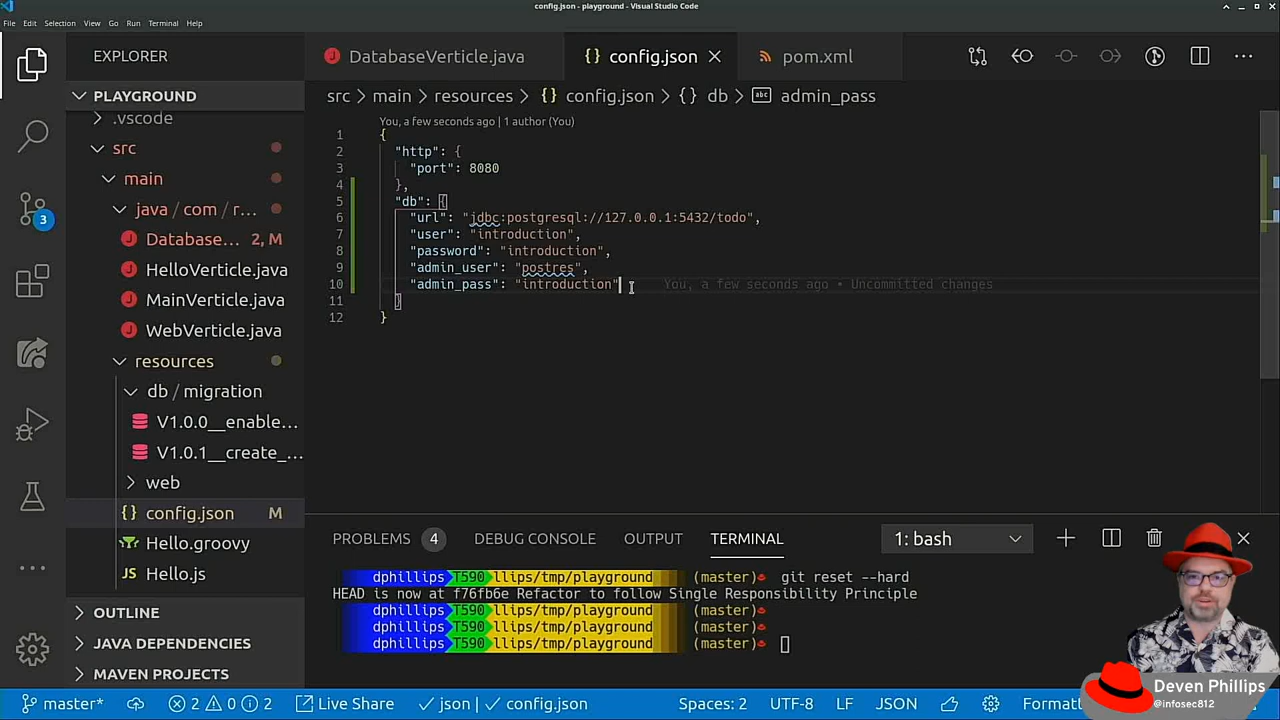 config.json - playground - Visual Studio Code
File Edit Selection View Go Run Terminal Help
EXPLORER
DatabaseVerticle.java
config.json
pom.xml
PLAYGROUND
src > main > resources > {} config.json > {} db > abc admin_pass
.vscode
src
main
java / com / r...
Database... 2, M
HelloVerticle.java
MainVerticle.java
WebVerticle.java
resources
db / migration
V1.0.0__enable...
V1.0.1__create_...
web
{} config.json M
Hello.groovy
JS Hello.js
OUTLINE
JAVA DEPENDENCIES
MAVEN PROJECTS
3
You, a few seconds ago | 1 author (You)
1 {
2 "http": {
3 "port": 8080
4 },
5 "db": {
6 "url": "jdbc:postgresql://127.0.0.1:5432/todo",
7 "user": "introduction",
8 "password": "introduction",
9 "admin_user": "postres",
10 "admin_pass": "introduction" You, a few seconds ago • Uncommitted changes
11 }
12 }
PROBLEMS 4 DEBUG CONSOLE OUTPUT TERMINAL 1: bash
dphillips T590 llips/tmp/playground (master) git reset --hard
HEAD is now at f76fb6e Refactor to follow Single Responsibility Principle
dphillips T590 llips/tmp/playground (master)
dphillips T590 llips/tmp/playground (master)
dphillips T590 llips/tmp/playground (master)
Deven Phillips
@infosec812
master* 2 0 2 Live Share json config.json Spaces: 2 UTF-8 LF JSON Formatt